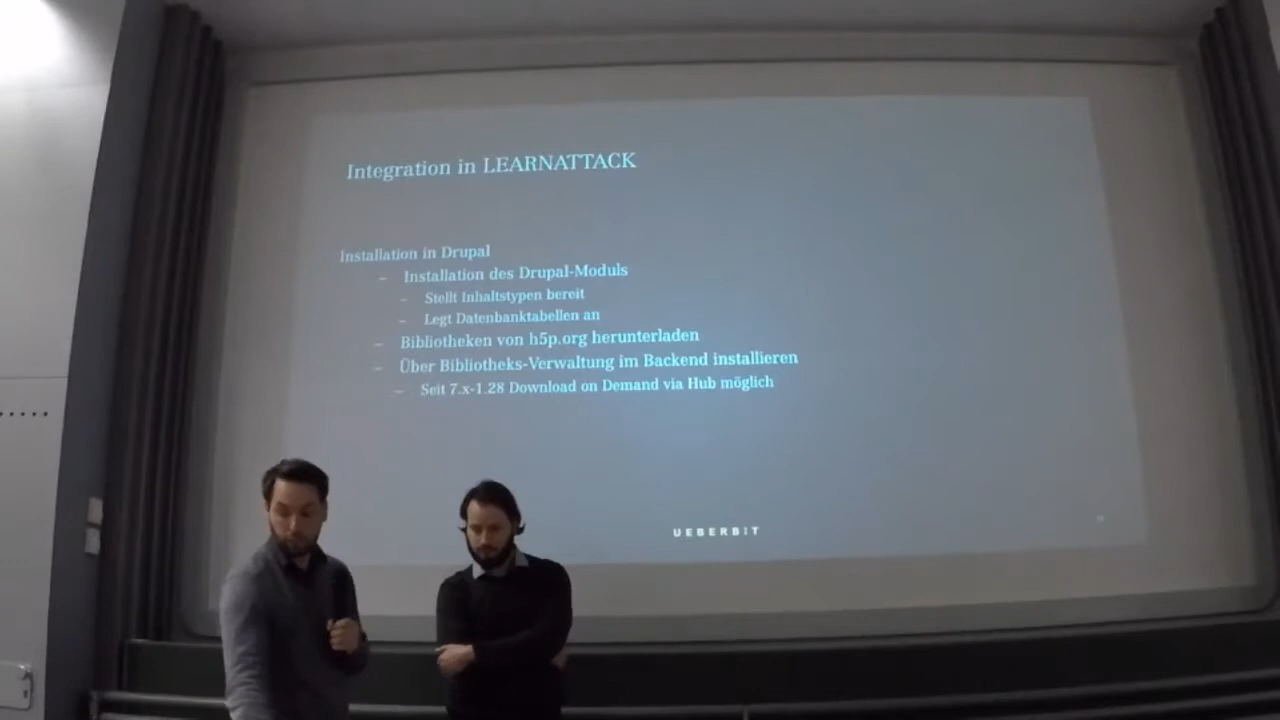 Integration in LEARNATTACK
Installation in Drupal
– Installation des Drupal-Moduls
– Stellt Inhaltstypen bereit
– Legt Datenbanktabellen an
– Bibliotheken von h5p.org herunterladen
– Über Bibliotheks-Verwaltung im Backend installieren
– Seit 7.x-1.28 Download on Demand via Hub möglich
UEBERBIT